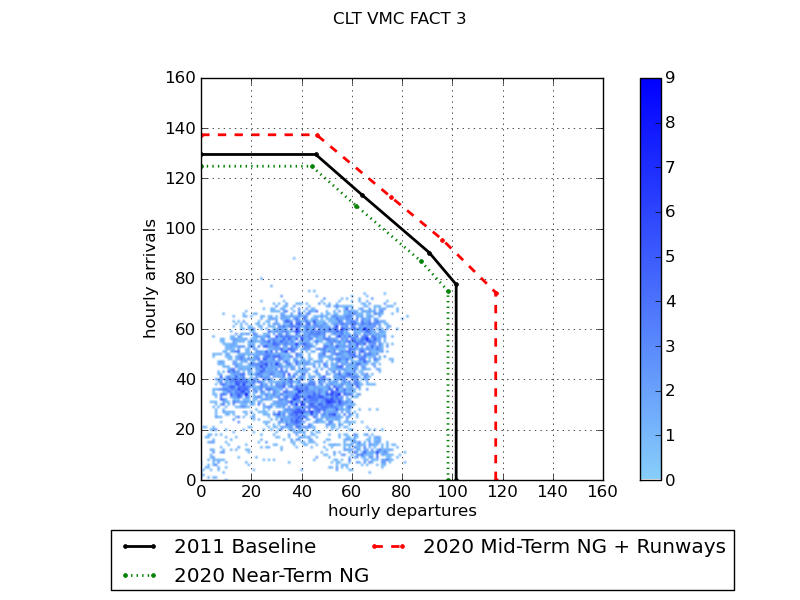 CLT VMC FACT 3
160
140
120
100
80
60
40
20
0
hourly arrivals
0 20 40 60 80 100 120 140 160
hourly departures
9
8
7
6
5
4
3
2
1
0
2011 Baseline
2020 Near-Term NG
2020 Mid-Term NG + Runways